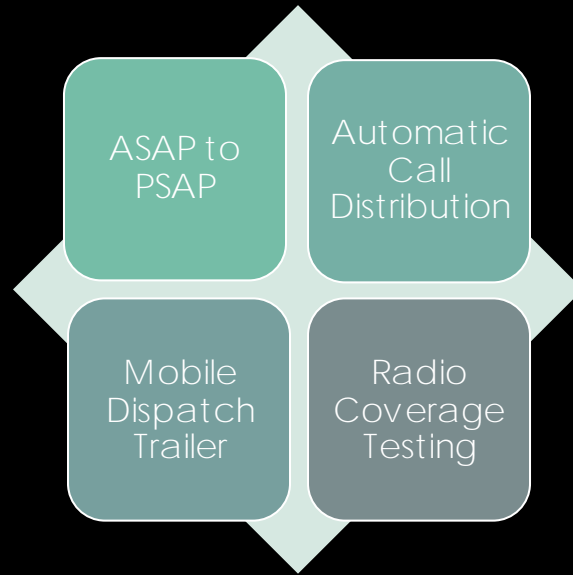 ASAP to
PSAP
Automatic
Call
Distribution
Mobile
Dispatch
Trailer
Radio
Coverage
Testing